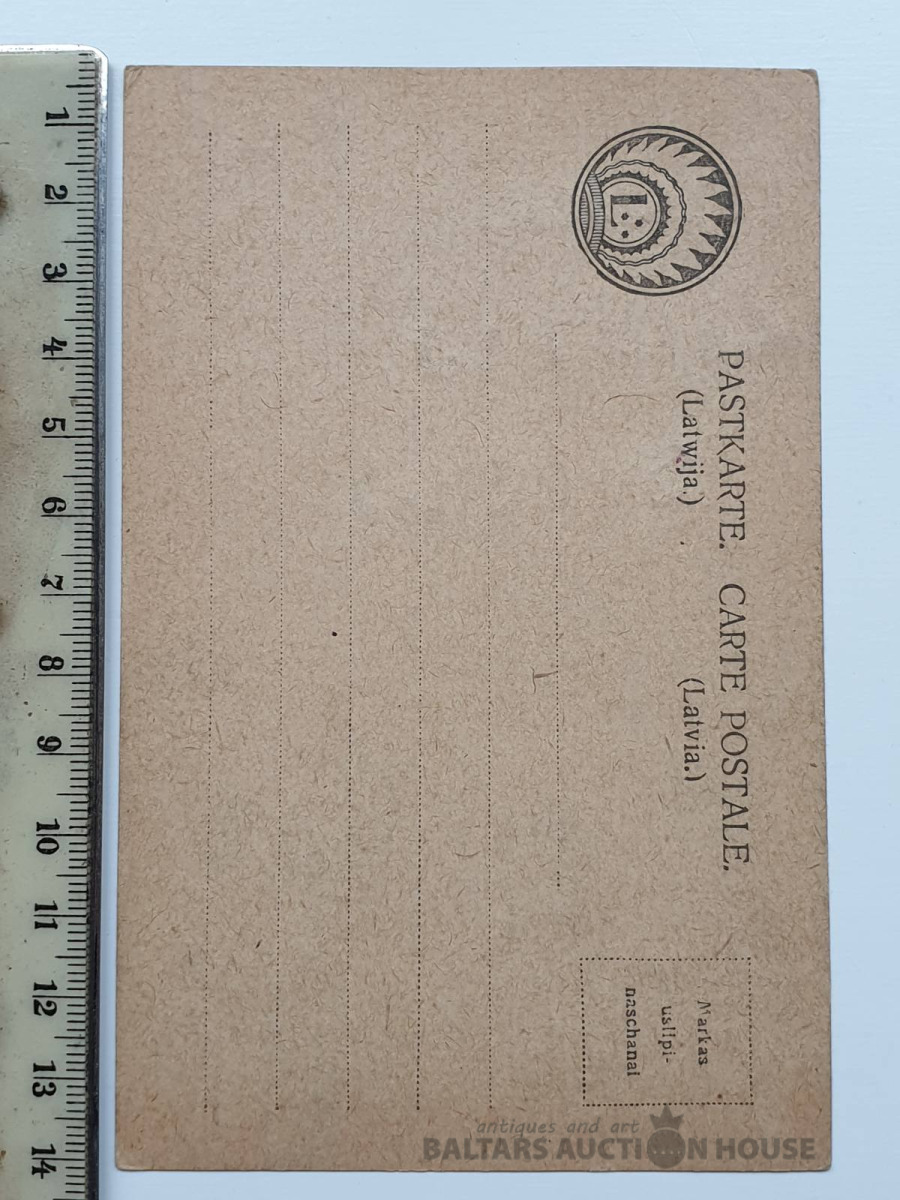 PASTKARTE. CARTE POSTALE.
(Latwija.) (Latvia.)
L
Markas
uslipi-
naschanai
1 2 3 4 5 6 7 8 9 10 11 12 13 14
antiques and art
BALTARS AUCTION HOUSE